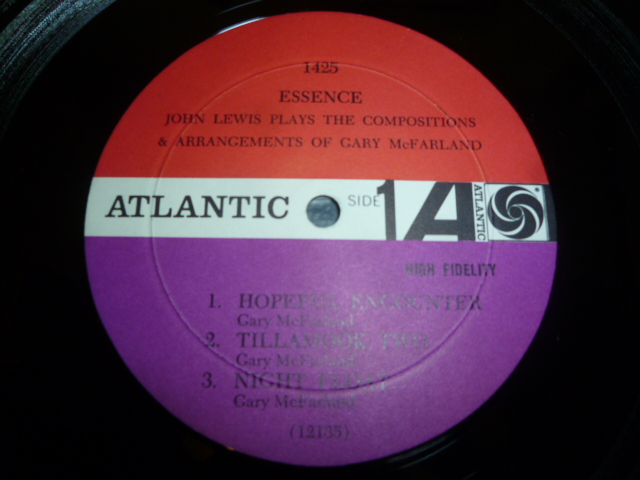 1425
ESSENCE
JOHN LEWIS PLAYS THE COMPOSITIONS
& ARRANGEMENTS OF GARY McFARLAND
ATLANTIC SIDE 1 A ATLANTIC
HIGH FIDELITY
1. HOPEFUL ENCOUNTER
Gary McFarland
2. TILLAMOOK TWO
Gary McFarland
3. NIGHT FLOAT
Gary McFarland
(12135)